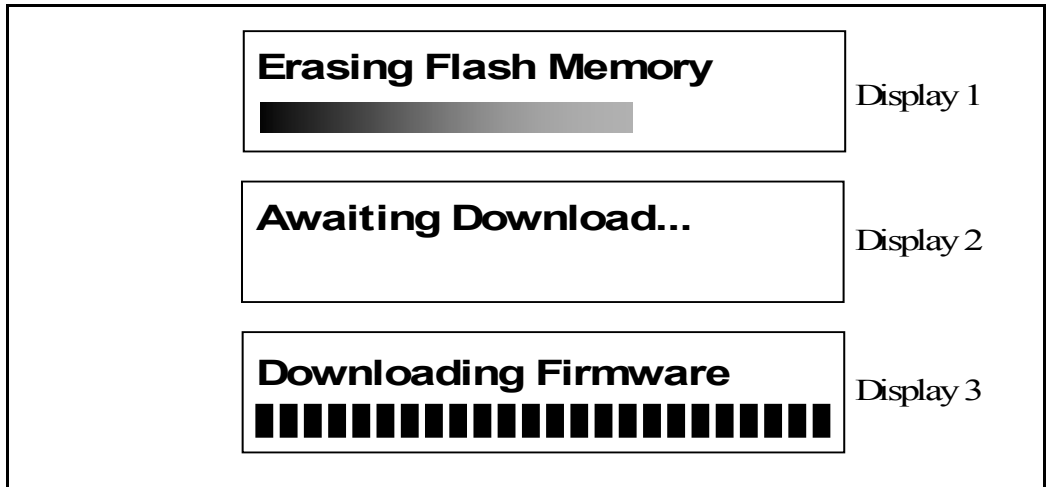 Erasing Flash Memory
Display 1
Awaiting Download...
Display 2
Downloading Firmware
Display 3